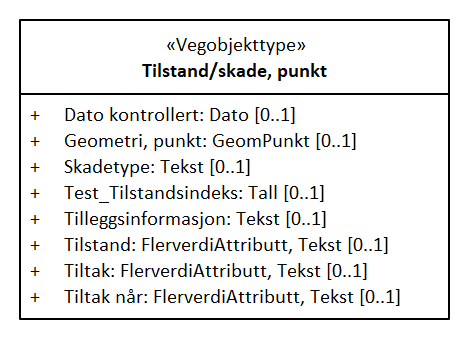 «Vegobjekttype»
Tilstand/skade, punkt
+ Dato kontrollert: Dato [0..1]
+ Geometri, punkt: GeomPunkt [0..1]
+ Skadetype: Tekst [0..1]
+ Test_Tilstandsindeks: Tall [0..1]
+ Tilleggsinformasjon: Tekst [0..1]
+ Tilstand: FlerverdiAttributt, Tekst [0..1]
+ Tiltak: FlerverdiAttributt, Tekst [0..1]
+ Tiltak når: FlerverdiAttributt, Tekst [0..1]